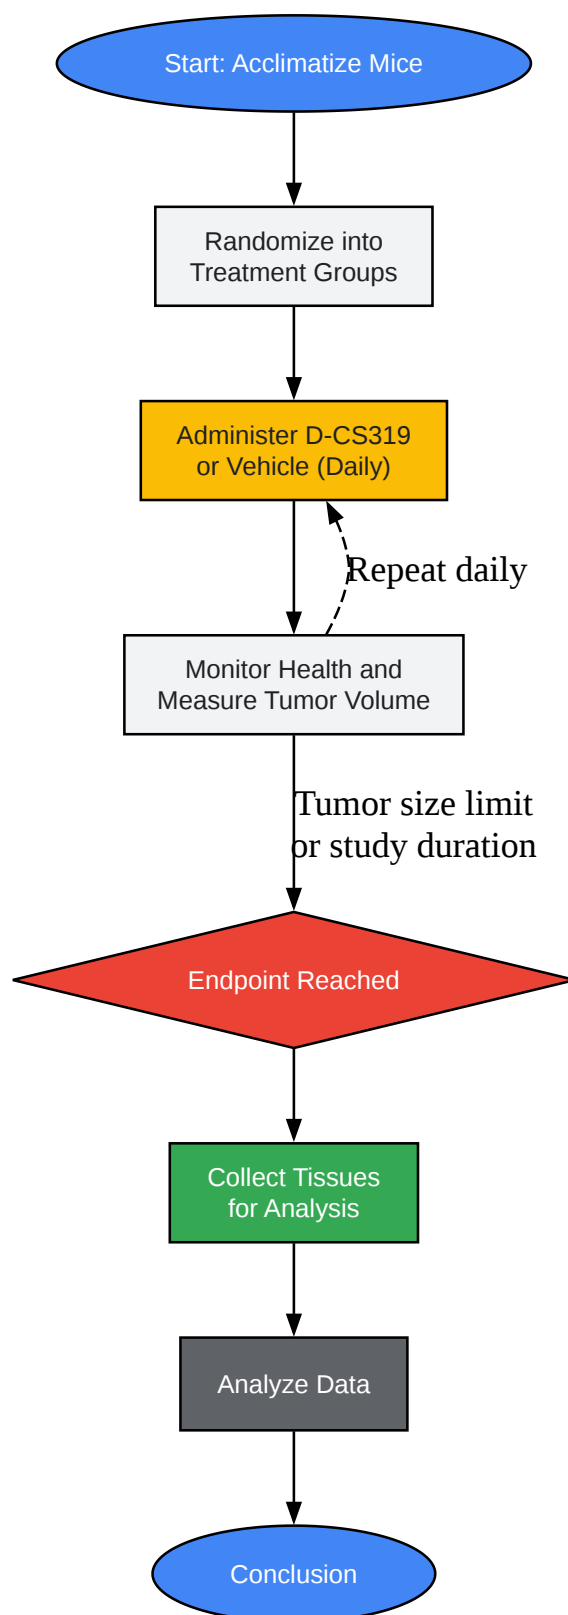 Start: Acclimatize Mice
Randomize into
Treatment Groups
Administer D-CS319
or Vehicle (Daily)
Repeat daily
Monitor Health and
Measure Tumor Volume
Tumor size limit
or study duration
Endpoint Reached
Collect Tissues
for Analysis
Analyze Data
Conclusion